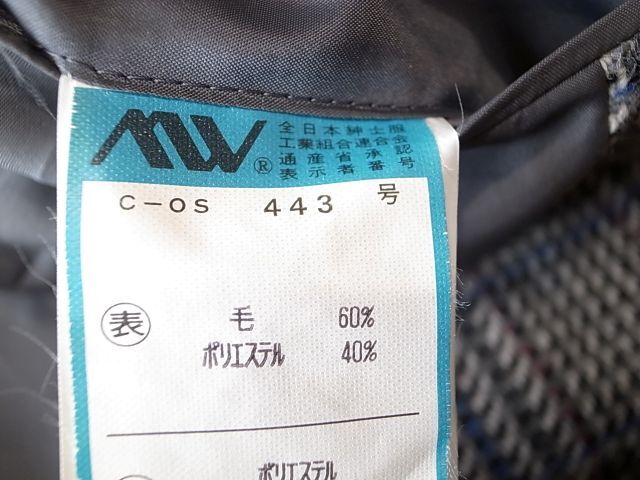 MW®
全日本紳士服
工業組合連合会
通産省承認
表示者番号
C-OS 443 号
表 毛 60%
ポリエステル 40%
ポリエステル